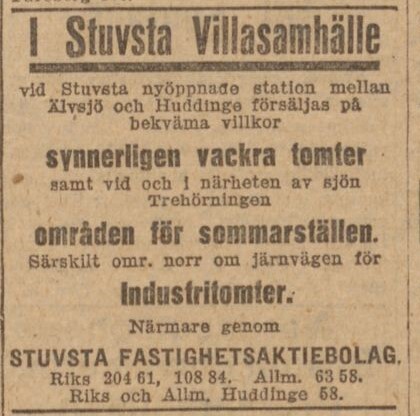 I Stuvsta Villasamhälle
vid Stuvsta nyöppnade station mellan
Älvsjö och Huddinge försäljas på
bekväma villkor
synnerligen vackra tomter
samt vid och i närheten av sjön
Trehörningen
områden för sommarställen.
Särskilt omr. norr om järnvägen för
Industritomter.
Närmare genom
STUVSTA FASTIGHETSAKTIEBOLAG.
Riks 204 61, 108 84. Allm. 63 58.
Riks och Allm. Huddinge 58.